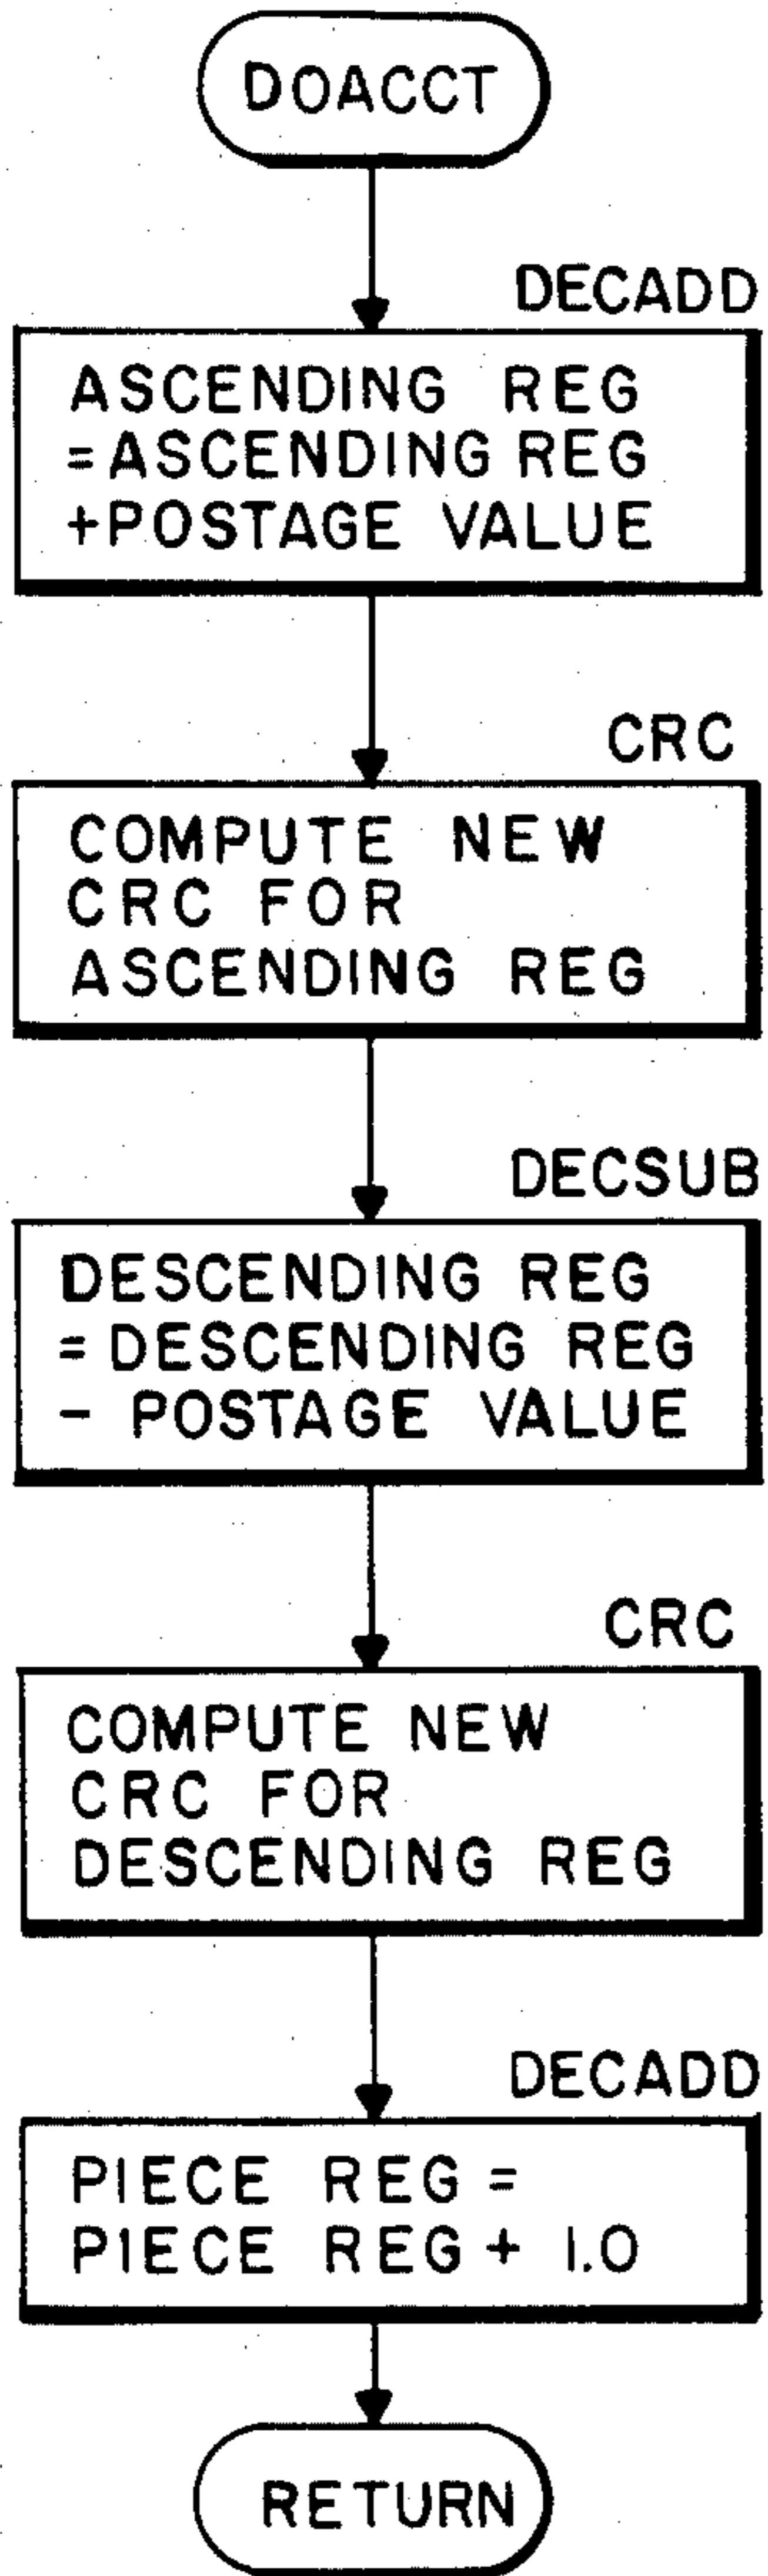 DOACCT
DECADD
ASCENDING REG
=ASCENDING REG
+POSTAGE VALUE
CRC
COMPUTE NEW
CRC FOR
ASCENDING REG
DECSUB
DESCENDING REG
= DESCENDING REG
- POSTAGE VALUE
CRC
COMPUTE NEW
CRC FOR
DESCENDING REG
DECADD
PIECE REG =
PIECE REG + 1.0
RETURN